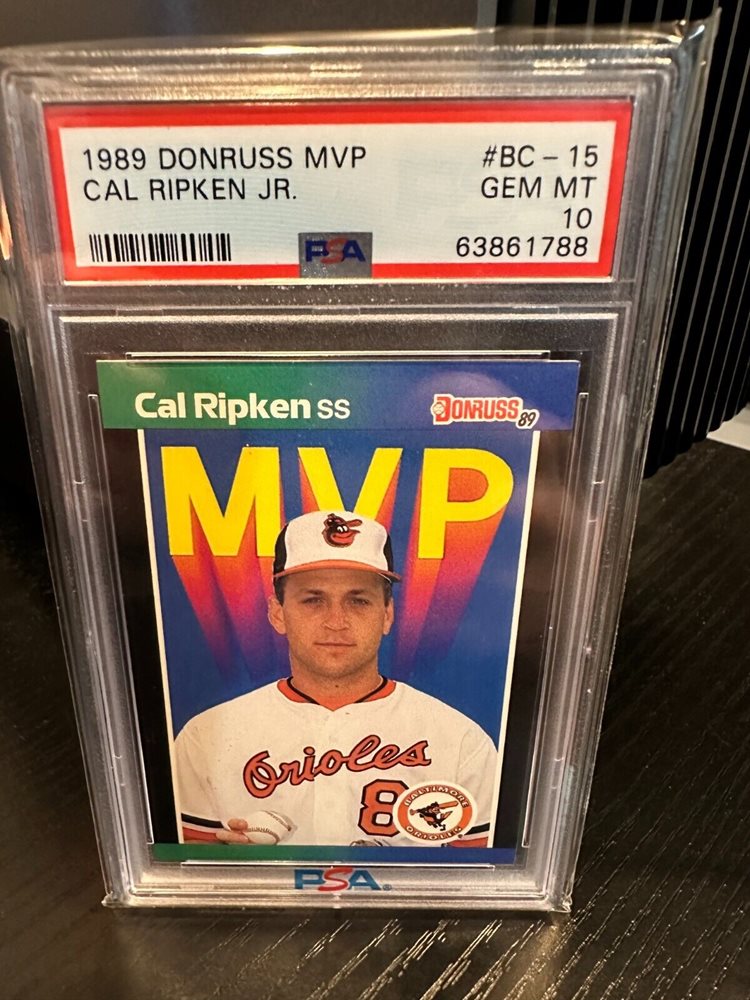 1989 DONRUSS MVP #BC - 15
CAL RIPKEN JR. GEM MT
10
PSA 63861788
Cal Ripken SS DONRUSS 89
MVP
Orioles
8
BALTIMORE
ORIOLES
PSA®